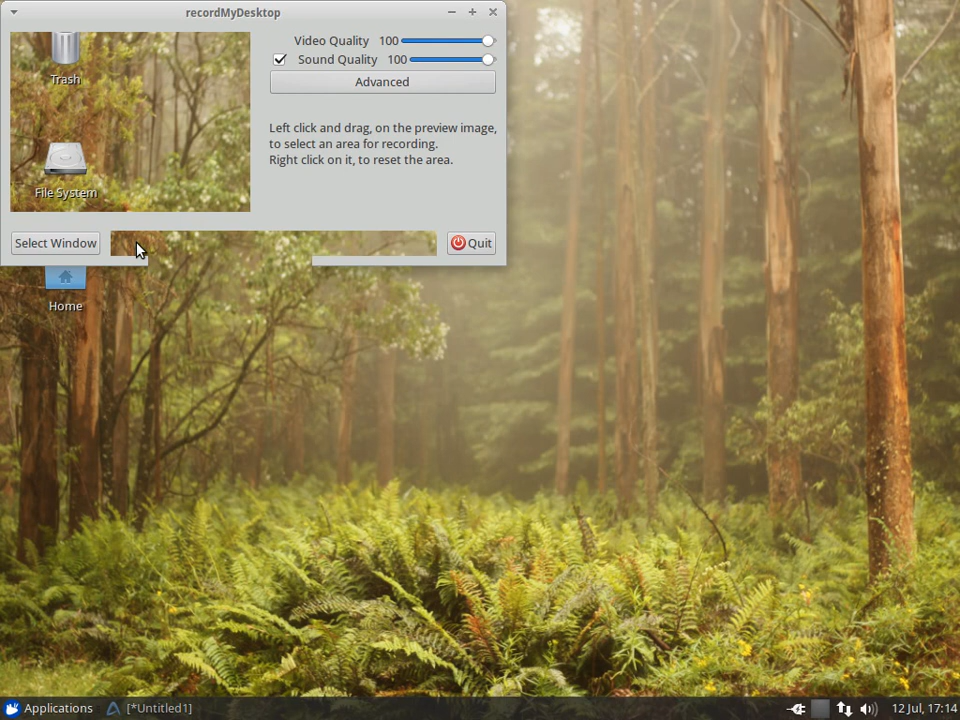 recordMyDesktop
Trash
File System
Video Quality 100
Sound Quality 100
Advanced
Left click and drag, on the preview image,
to select an area for recording.
Right click on it, to reset the area.
Select Window
Quit
Home
Applications
[*Untitled1]
12 Jul, 17:14